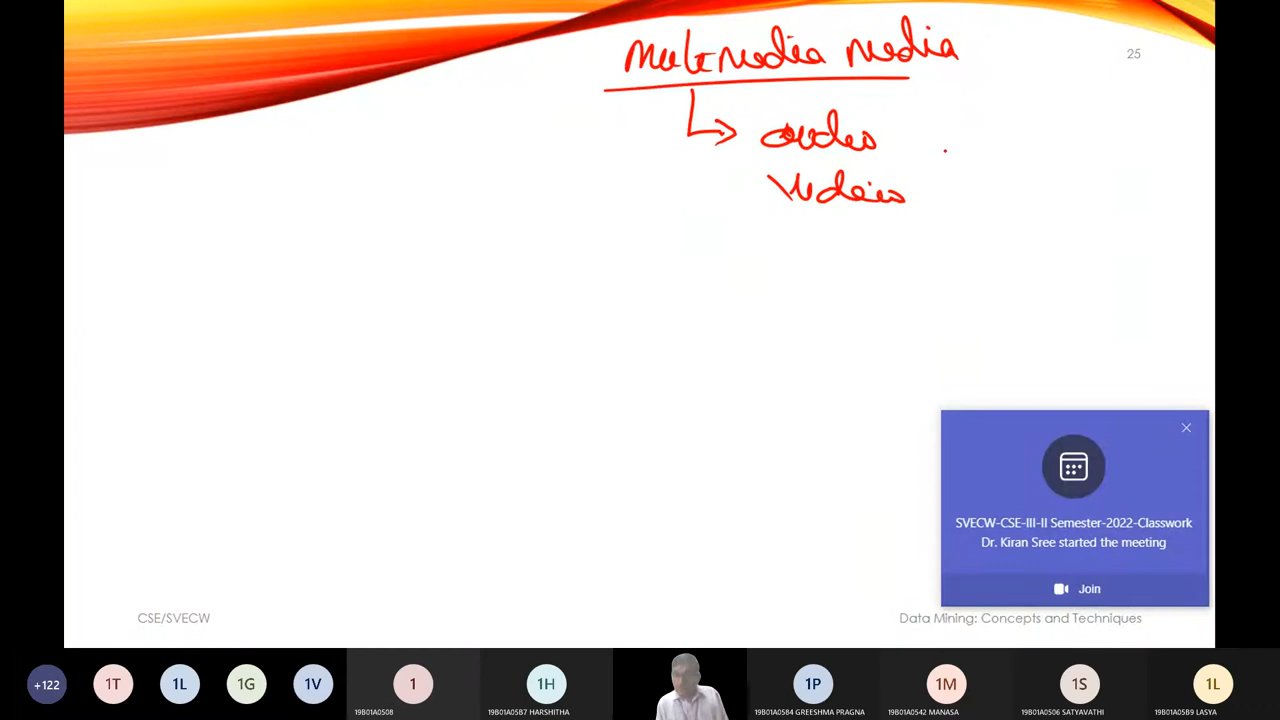 multimedia media
25
audios
Vedios
SVECW-CSE-III-II Semester-2022-Classwork
Dr. Kiran Sree started the meeting
Join
CSE/SVECW
Data Mining: Concepts and Techniques
+122
1T
1L
1G
1V
1
1H
1P
1M
1S
1L
19B01A0508
19B01A05B7 HARSHITHA
19B01A0584 GREESHMA PRAGNA
19B01A0542 MANASA
19B01A0506 SATYAVATHI
19B01A05B9 LASYA